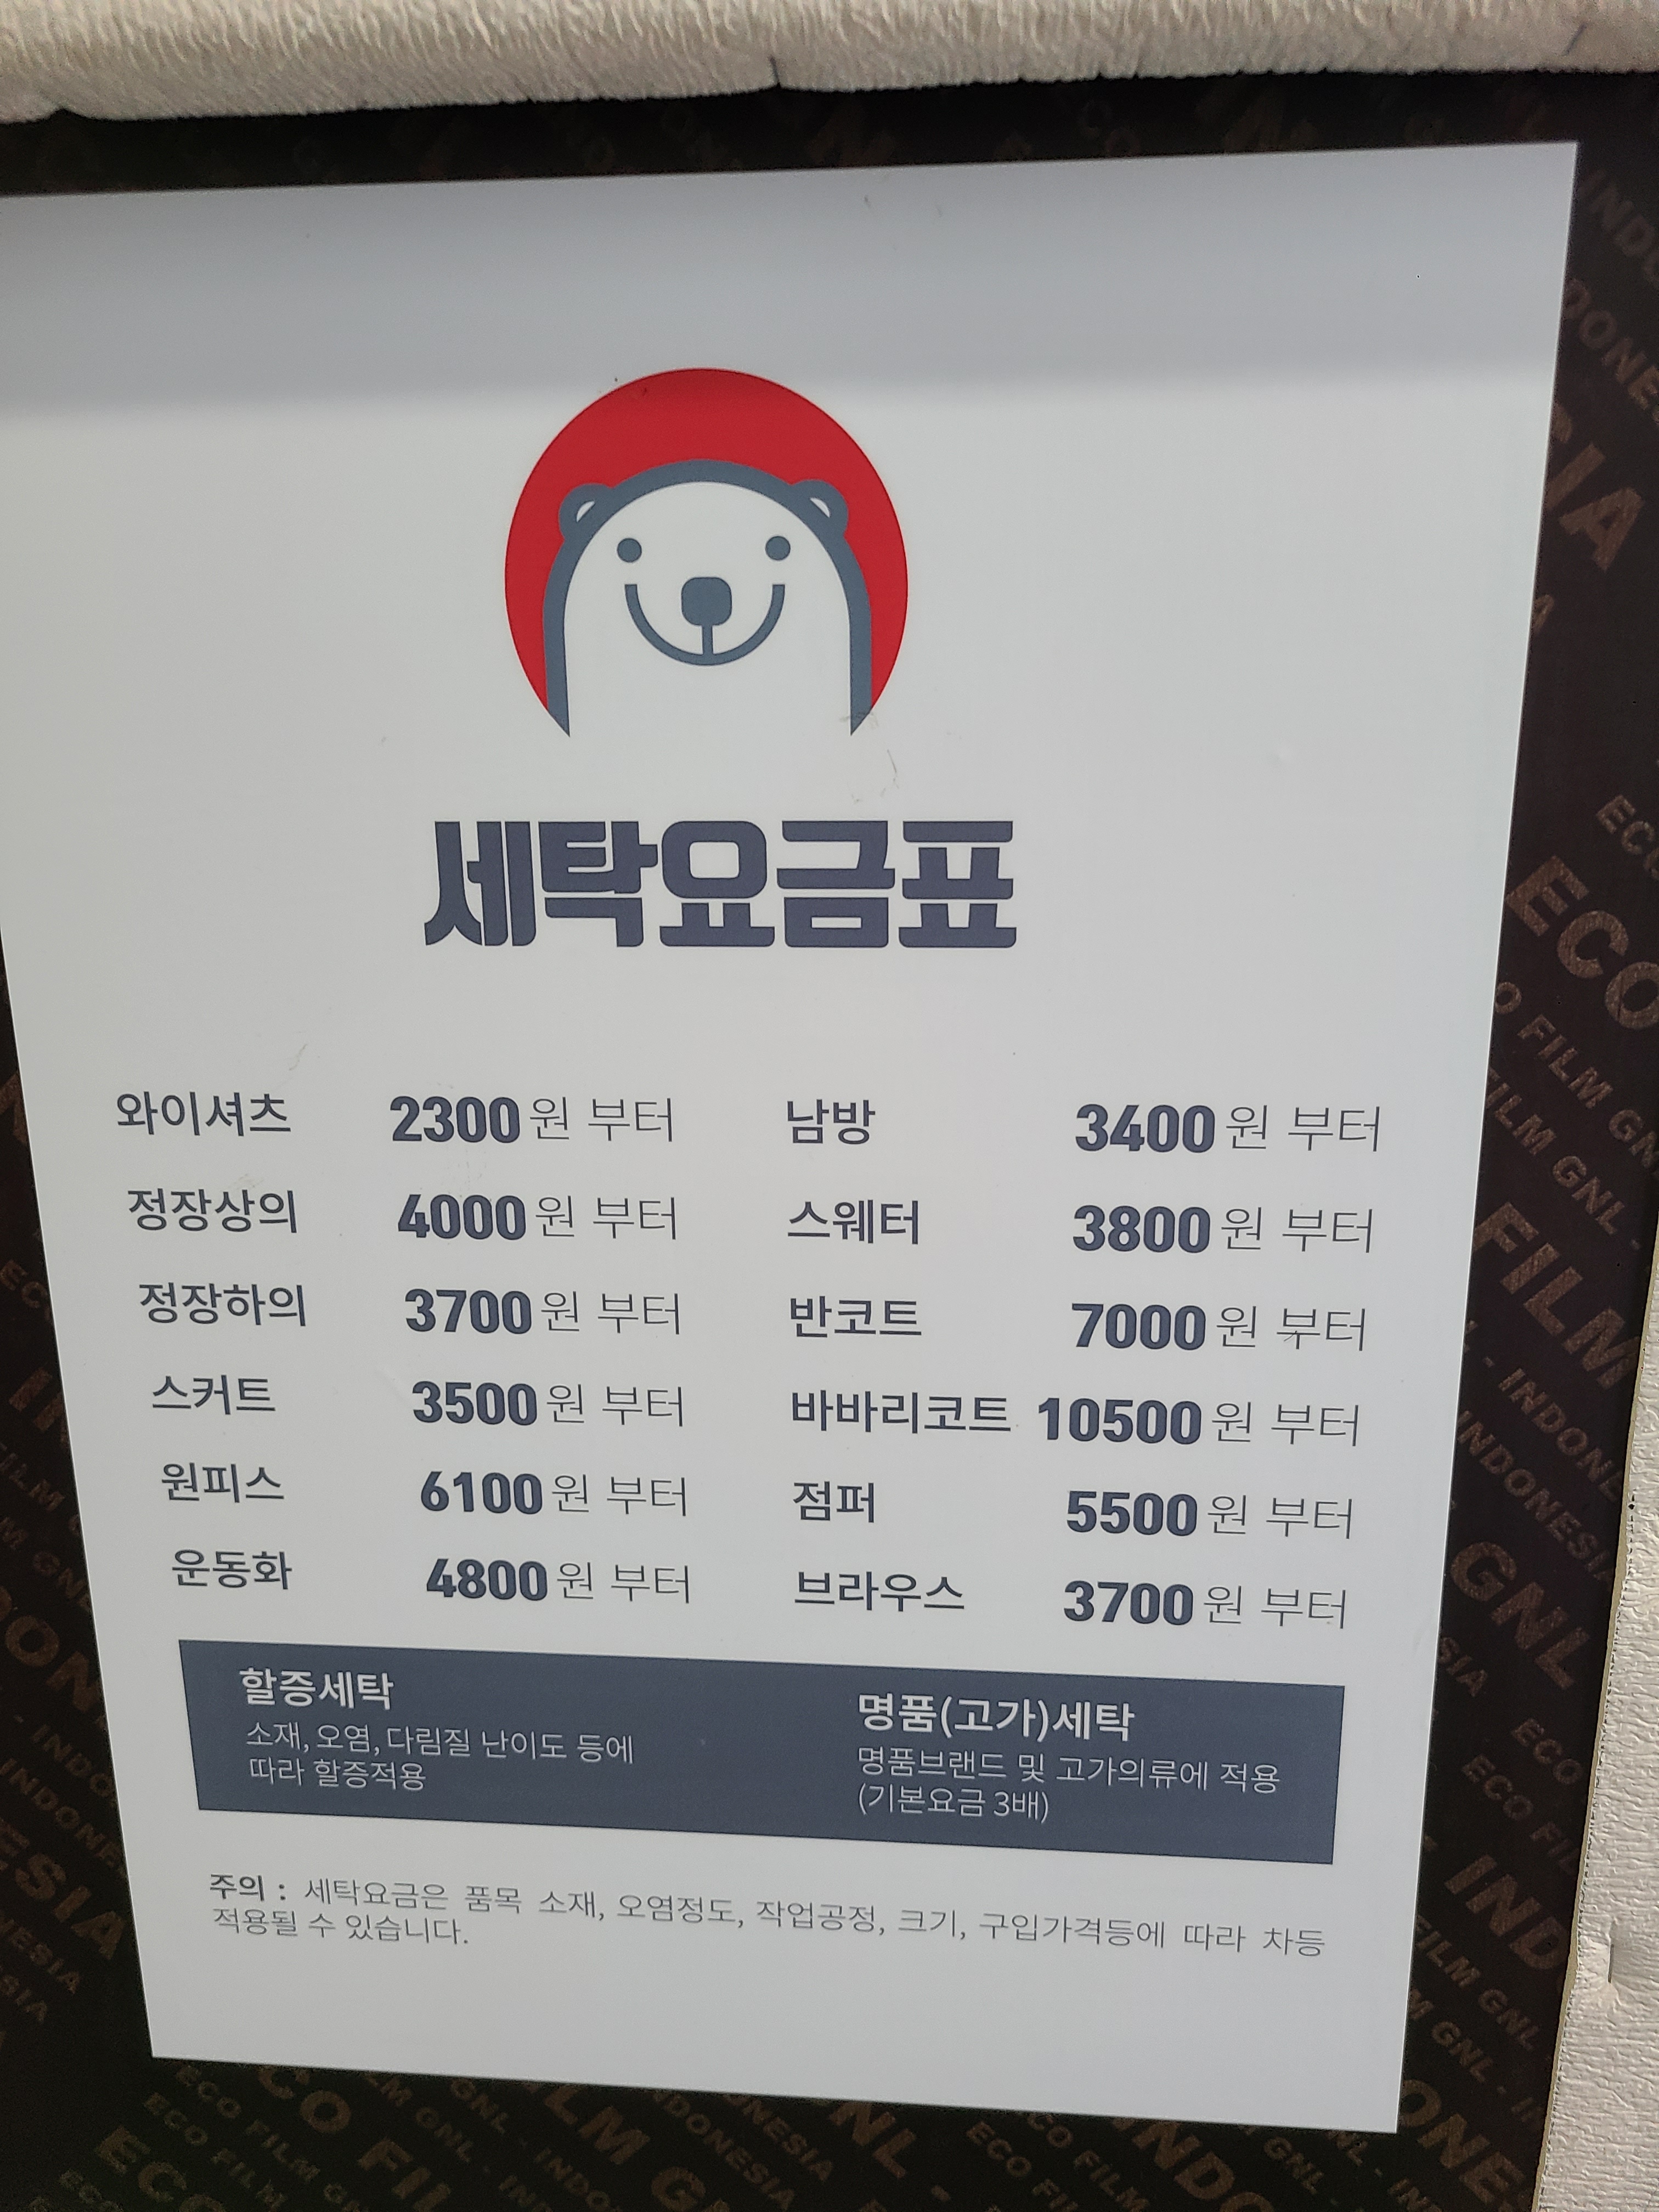 세탁요금표
와이셔츠 2300원 부터 남방 3400원 부터
정장상의 4000원 부터 스웨터 3800원 부터
정장하의 3700원 부터 반코트 7000원 부터
스커트 3500원 부터 바바리코트 10500원 부터
원피스 6100원 부터 점퍼 5500원 부터
운동화 4800원 부터 브라우스 3700원 부터
할증세탁
소재, 오염, 다림질 난이도 등에
따라 할증적용
명품(고가)세탁
명품브랜드 및 고가의류에 적용
(기본요금 3배)
주의 : 세탁요금은 품목 소재, 오염정도, 작업공정, 크기, 구입가격등에 따라 차등
적용될 수 있습니다.
ECO FILM GNL - INDONESIA